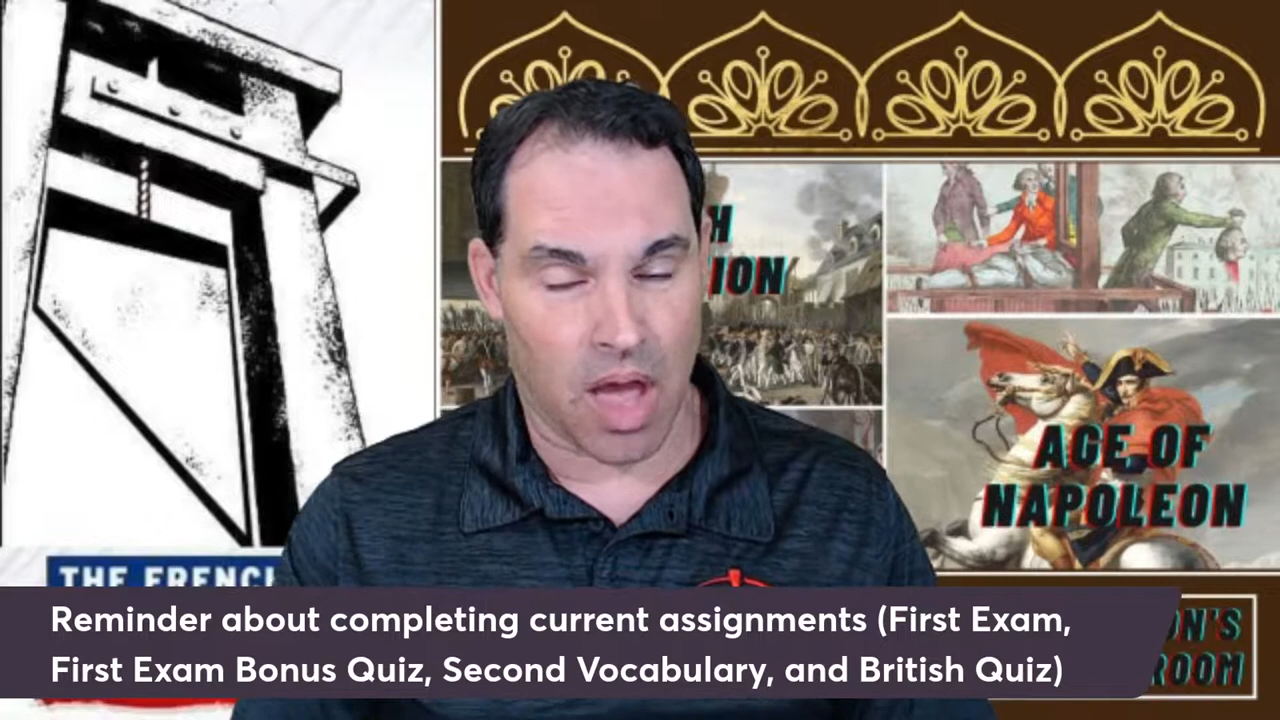 H
ION
AGE OF
NAPOLEON
THE FRENCH
ON'S
ROOM
Reminder about completing current assignments (First Exam,
First Exam Bonus Quiz, Second Vocabulary, and British Quiz)